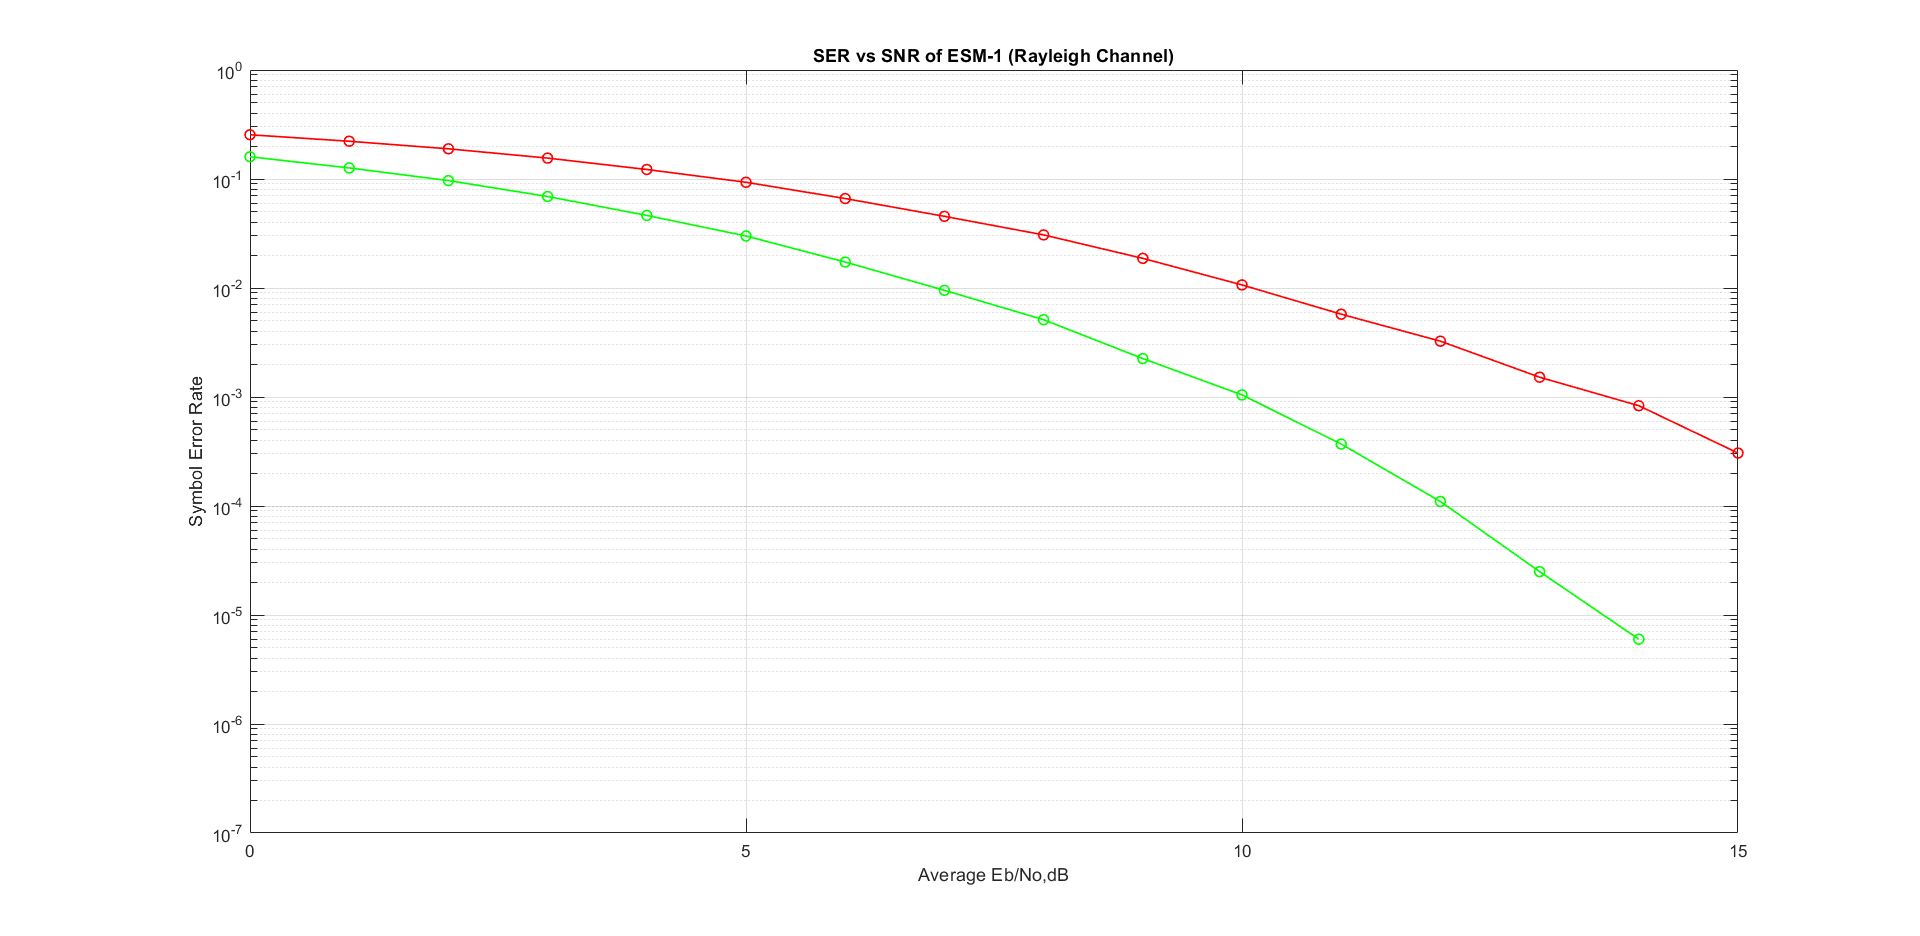 SER vs SNR of ESM-1 (Rayleigh Channel)
10^0
10^-1
10^-2
10^-3
10^-4
10^-5
10^-6
10^-7
Symbol Error Rate
0 5 10 15
Average Eb/No,dB